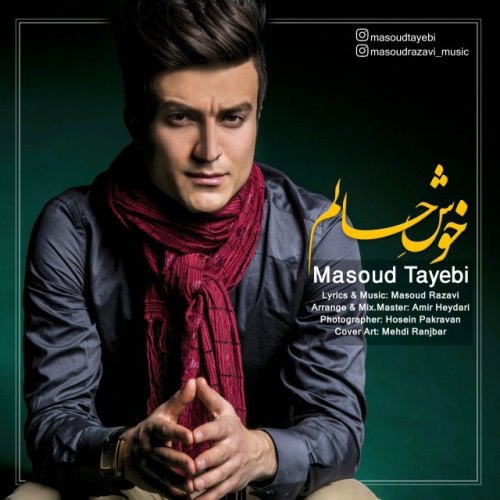 masoudtayebi
masoudrazavi_music
خوش حالم
Masoud Tayebi
Lyrics & Music: Masoud Razavi
Arrange & Mix.Master: Amir Heydari
Photographer: Hosein Pakravan
Cover Art: Mehdi Ranjbar